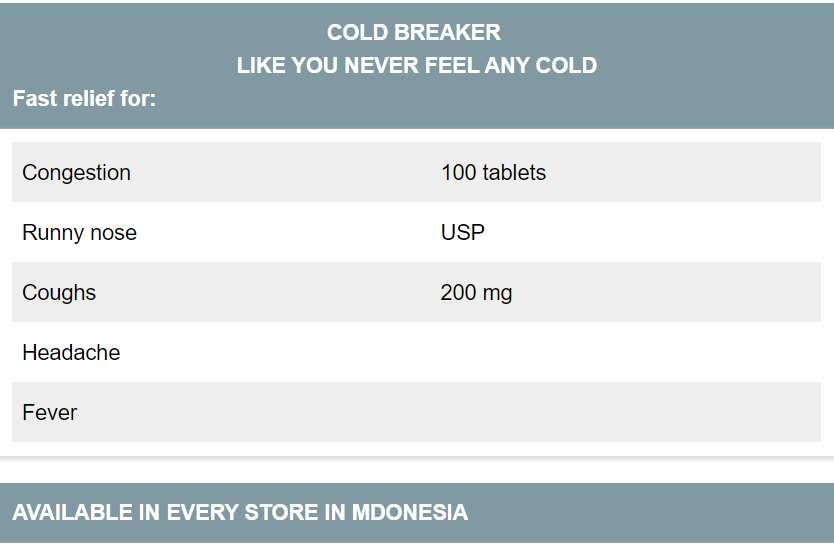 COLD BREAKER
LIKE YOU NEVER FEEL ANY COLD
Fast relief for:
Congestion 100 tablets
Runny nose USP
Coughs 200 mg
Headache
Fever
AVAILABLE IN EVERY STORE IN MDONESIA